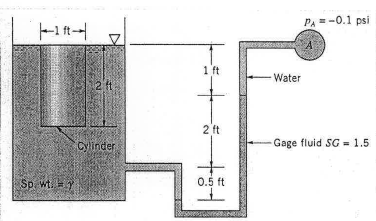 1 ft
pA = −0.1 psi
A
1 ft
Water
2 ft
2 ft
Gage fluid SG = 1.5
Cylinder
0.5 ft
Sp. wt. = γ